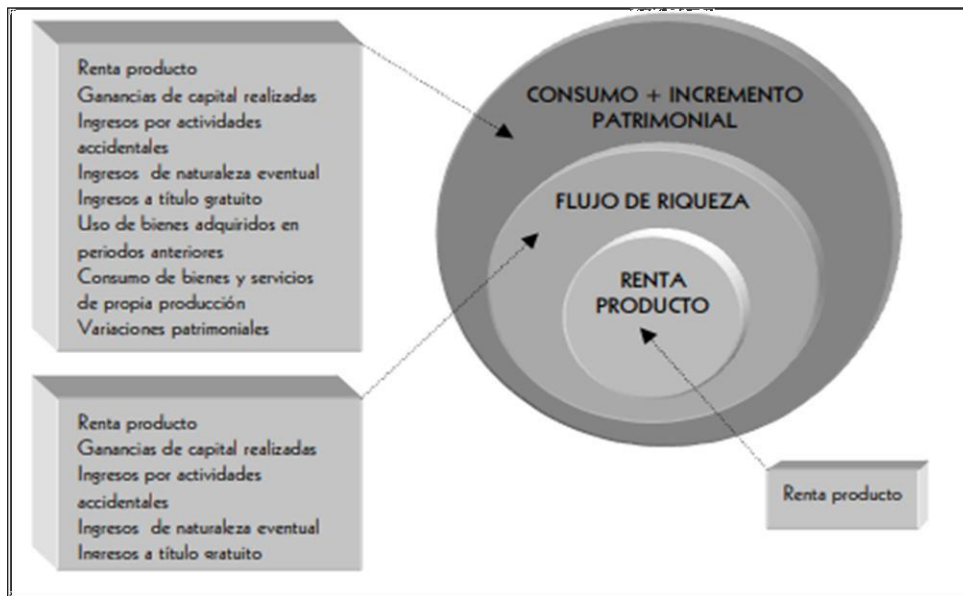 Renta producto
Ganancias de capital realizadas
Ingresos por actividades
accidentales
Ingresos de naturaleza eventual
Ingresos a título gratuito
Uso de bienes adquiridos en
periodos anteriores
Consumo de bienes y servicios
de propia producción
Variaciones patrimoniales
CONSUMO + INCREMENTO
PATRIMONIAL
FLUJO DE RIQUEZA
RENTA
PRODUCTO
Renta producto
Ganancias de capital realizadas
Ingresos por actividades
accidentales
Ingresos de naturaleza eventual
Ingresos a título gratuito
Renta producto